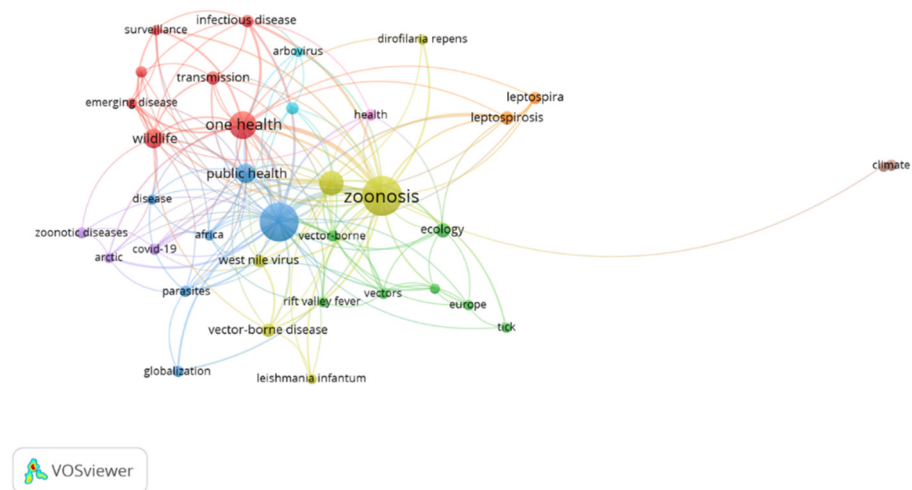 infectious disease
surveillance
arbovirus
dirofilaria repens
transmission
leptospira
emerging disease
one health
health
leptospirosis
wildlife
climate
public health
zoonosis
disease
zoonotic diseases
africa
vector-borne
ecology
covid-19
arctic
west nile virus
parasites
rift valley fever
vectors
europe
vector-borne disease
tick
globalization
leishmania infantum
VOSviewer